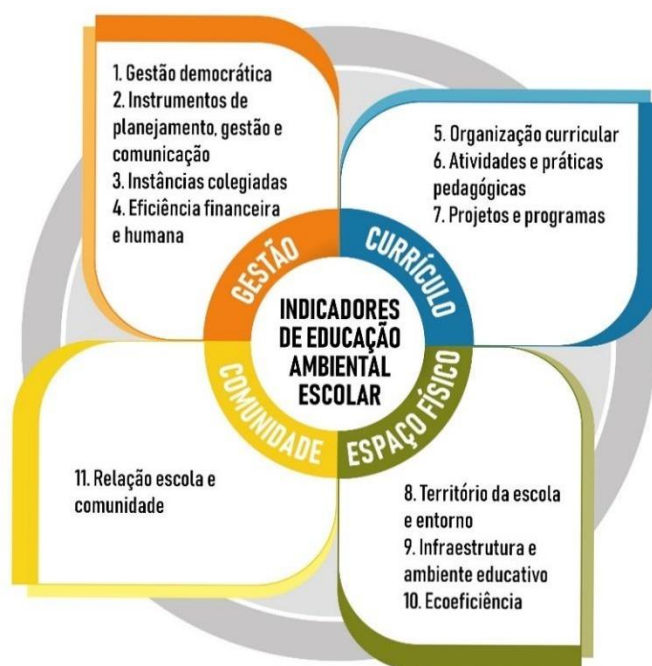 1. Gestão democrática
2. Instrumentos de
planejamento, gestão e
comunicação
3. Instâncias colegiadas
4. Eficiência financeira
e humana
5. Organização curricular
6. Atividades e práticas
pedagógicas
7. Projetos e programas
GESTÃO
CURRÍCULO
INDICADORES
DE EDUCAÇÃO
AMBIENTAL
ESCOLAR
COMUNIDADE
ESPAÇO FÍSICO
11. Relação escola e
comunidade
8. Território da escola
e entorno
9. Infraestrutura e
ambiente educativo
10. Ecoeficiência